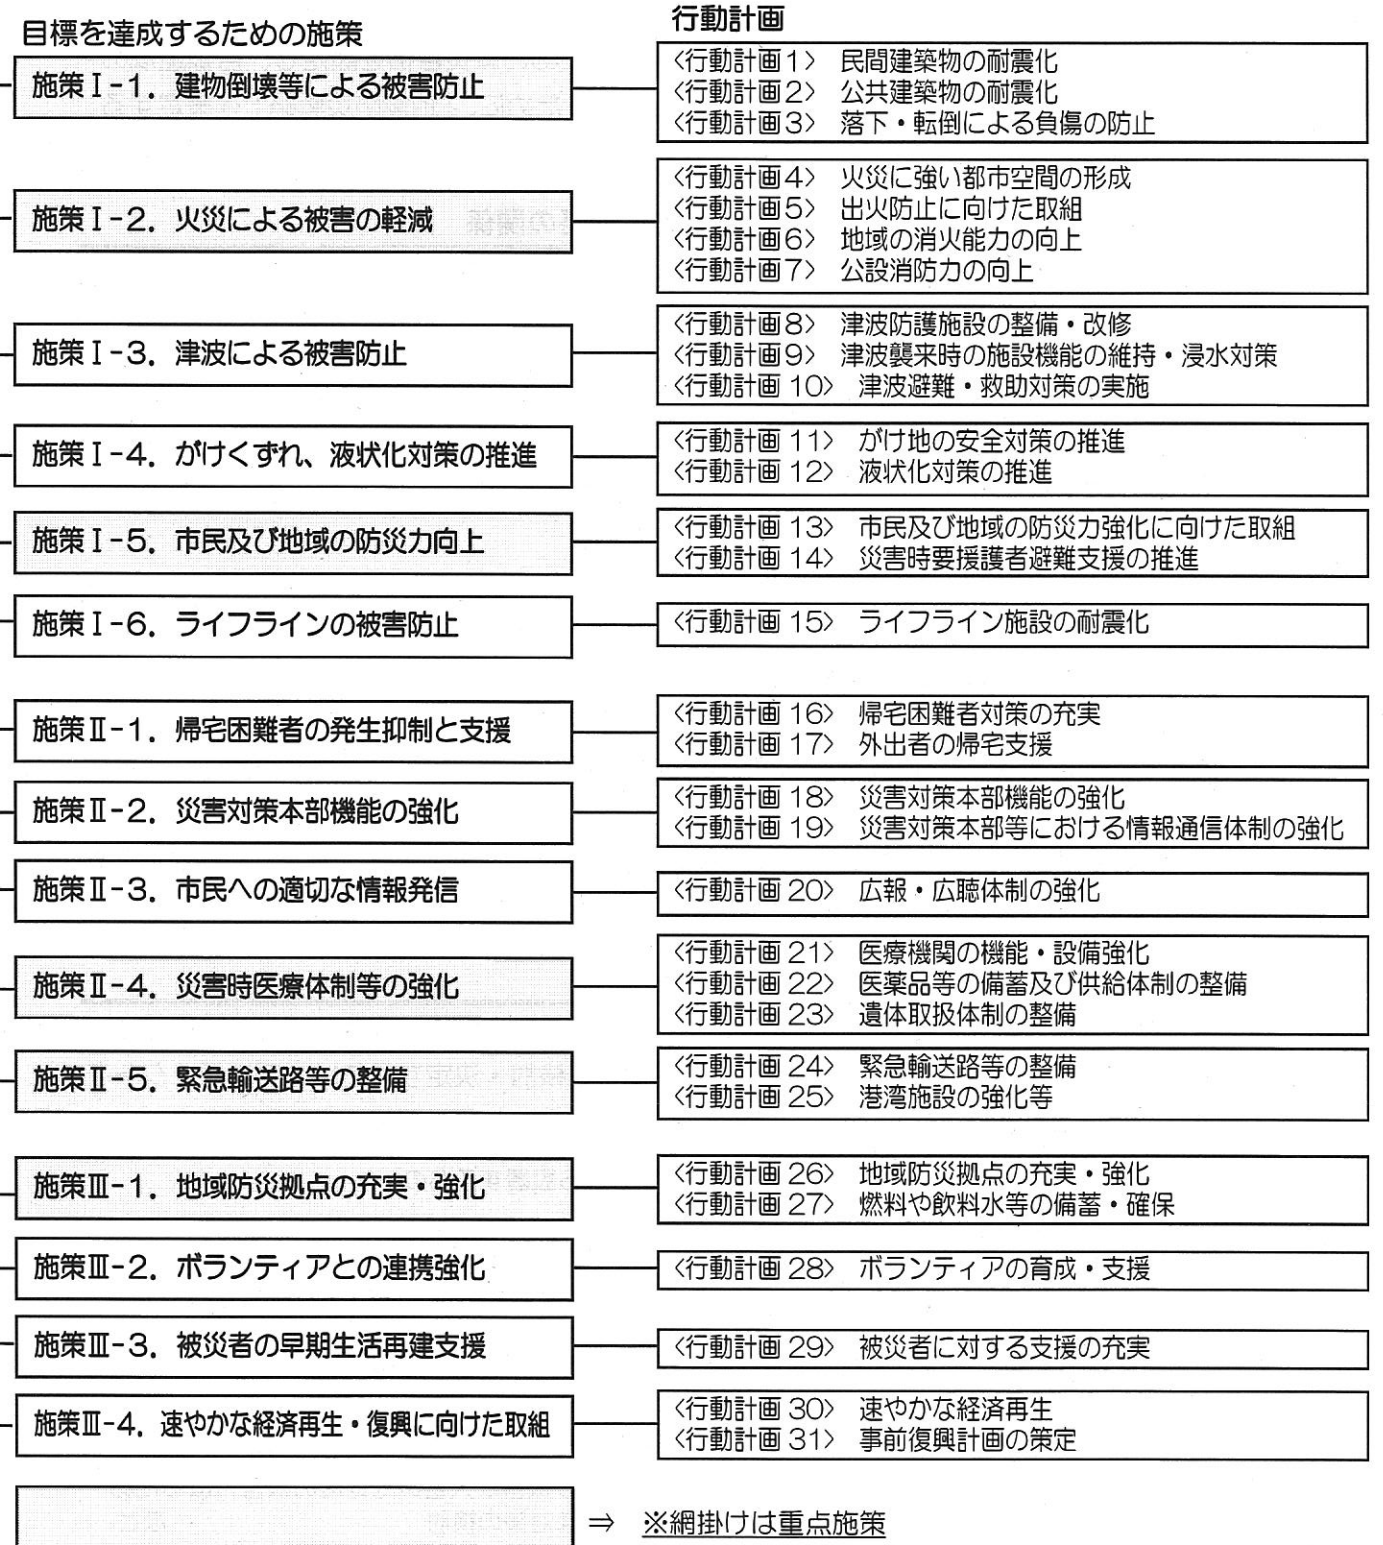 目標を達成するための施策
行動計画
施策Ⅰ-1．建物倒壊等による被害防止
〈行動計画1〉 民間建築物の耐震化
〈行動計画2〉 公共建築物の耐震化
〈行動計画3〉 落下・転倒による負傷の防止
施策Ⅰ-2．火災による被害の軽減
〈行動計画4〉 火災に強い都市空間の形成
〈行動計画5〉 出火防止に向けた取組
〈行動計画6〉 地域の消火能力の向上
〈行動計画7〉 公設消防力の向上
施策Ⅰ-3．津波による被害防止
〈行動計画8〉 津波防護施設の整備・改修
〈行動計画9〉 津波襲来時の施設機能の維持・浸水対策
〈行動計画 10〉 津波避難・救助対策の実施
施策Ⅰ-4．がけくずれ、液状化対策の推進
〈行動計画 11〉 がけ地の安全対策の推進
〈行動計画 12〉 液状化対策の推進
施策Ⅰ-5．市民及び地域の防災力向上
〈行動計画 13〉 市民及び地域の防災力強化に向けた取組
〈行動計画 14〉 災害時要援護者避難支援の推進
施策Ⅰ-6．ライフラインの被害防止
〈行動計画 15〉 ライフライン施設の耐震化
施策Ⅱ-1．帰宅困難者の発生抑制と支援
〈行動計画 16〉 帰宅困難者対策の充実
〈行動計画 17〉 外出者の帰宅支援
施策Ⅱ-2．災害対策本部機能の強化
〈行動計画 18〉 災害対策本部機能の強化
〈行動計画 19〉 災害対策本部等における情報通信体制の強化
施策Ⅱ-3．市民への適切な情報発信
〈行動計画 20〉 広報・広聴体制の強化
施策Ⅱ-4．災害時医療体制等の強化
〈行動計画 21〉 医療機関の機能・設備強化
〈行動計画 22〉 医薬品等の備蓄及び供給体制の整備
〈行動計画 23〉 遺体取扱体制の整備
施策Ⅱ-5．緊急輸送路等の整備
〈行動計画 24〉 緊急輸送路等の整備
〈行動計画 25〉 港湾施設の強化等
施策Ⅲ-1．地域防災拠点の充実・強化
〈行動計画 26〉 地域防災拠点の充実・強化
〈行動計画 27〉 燃料や飲料水等の備蓄・確保
施策Ⅲ-2．ボランティアとの連携強化
〈行動計画 28〉 ボランティアの育成・支援
施策Ⅲ-3．被災者の早期生活再建支援
〈行動計画 29〉 被災者に対する支援の充実
施策Ⅲ-4．速やかな経済再生・復興に向けた取組
〈行動計画 30〉 速やかな経済再生
〈行動計画 31〉 事前復興計画の策定
⇒ ※網掛けは重点施策